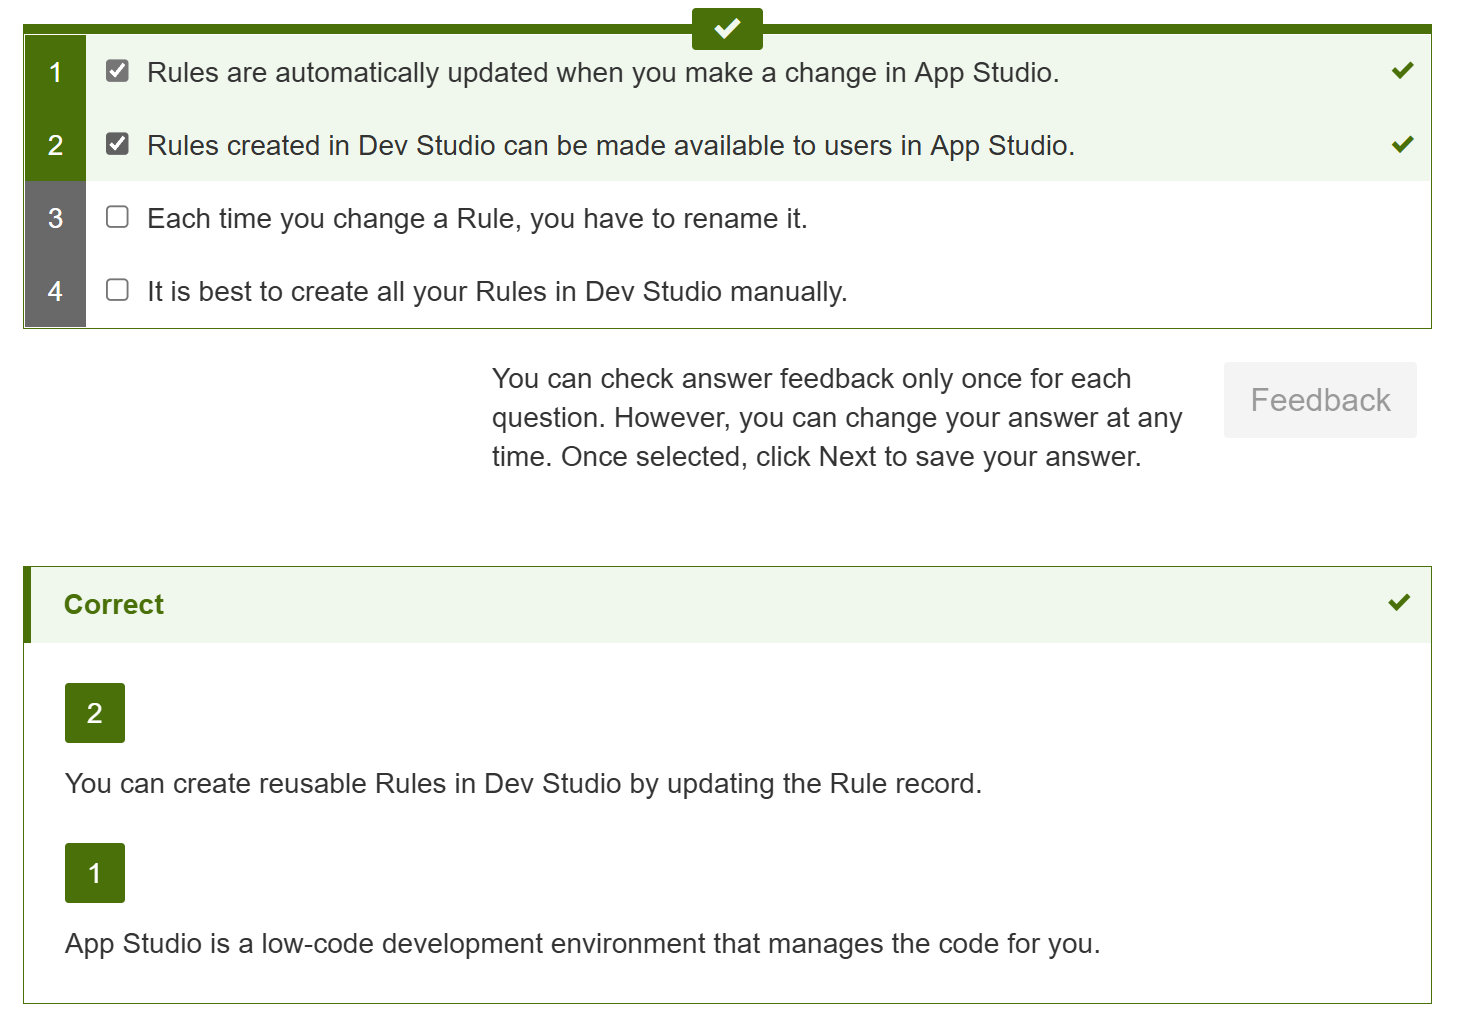 1 Rules are automatically updated when you make a change in App Studio.
2 Rules created in Dev Studio can be made available to users in App Studio.
3 Each time you change a Rule, you have to rename it.
4 It is best to create all your Rules in Dev Studio manually.
You can check answer feedback only once for each
question. However, you can change your answer at any
time. Once selected, click Next to save your answer.
Feedback
Correct
2
You can create reusable Rules in Dev Studio by updating the Rule record.
1
App Studio is a low-code development environment that manages the code for you.